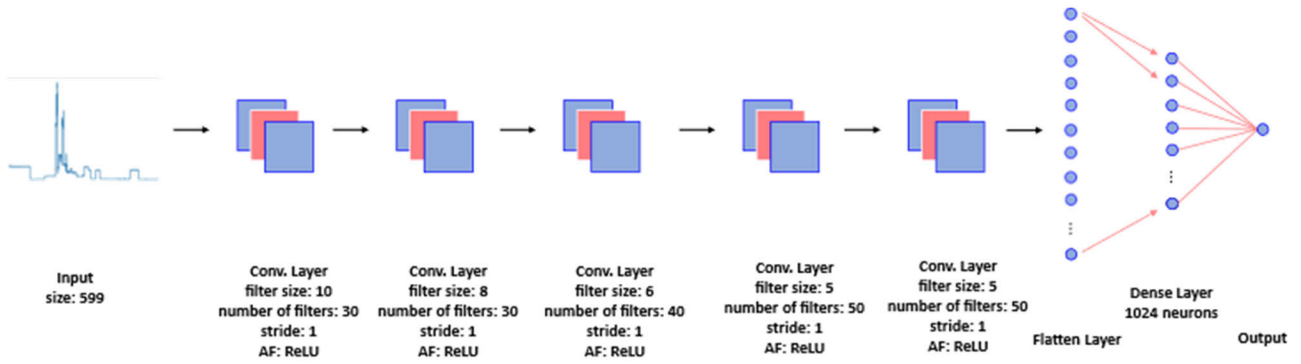 Input
size: 599
Conv. Layer
filter size: 10
number of filters: 30
stride: 1
AF: ReLU
Conv. Layer
filter size: 8
number of filters: 30
stride: 1
AF: ReLU
Conv. Layer
filter size: 6
number of filters: 40
stride: 1
AF: ReLU
Conv. Layer
filter size: 5
number of filters: 50
stride: 1
AF: ReLU
Conv. Layer
filter size: 5
number of filters: 50
stride: 1
AF: ReLU
Flatten Layer
Dense Layer
1024 neurons
Output